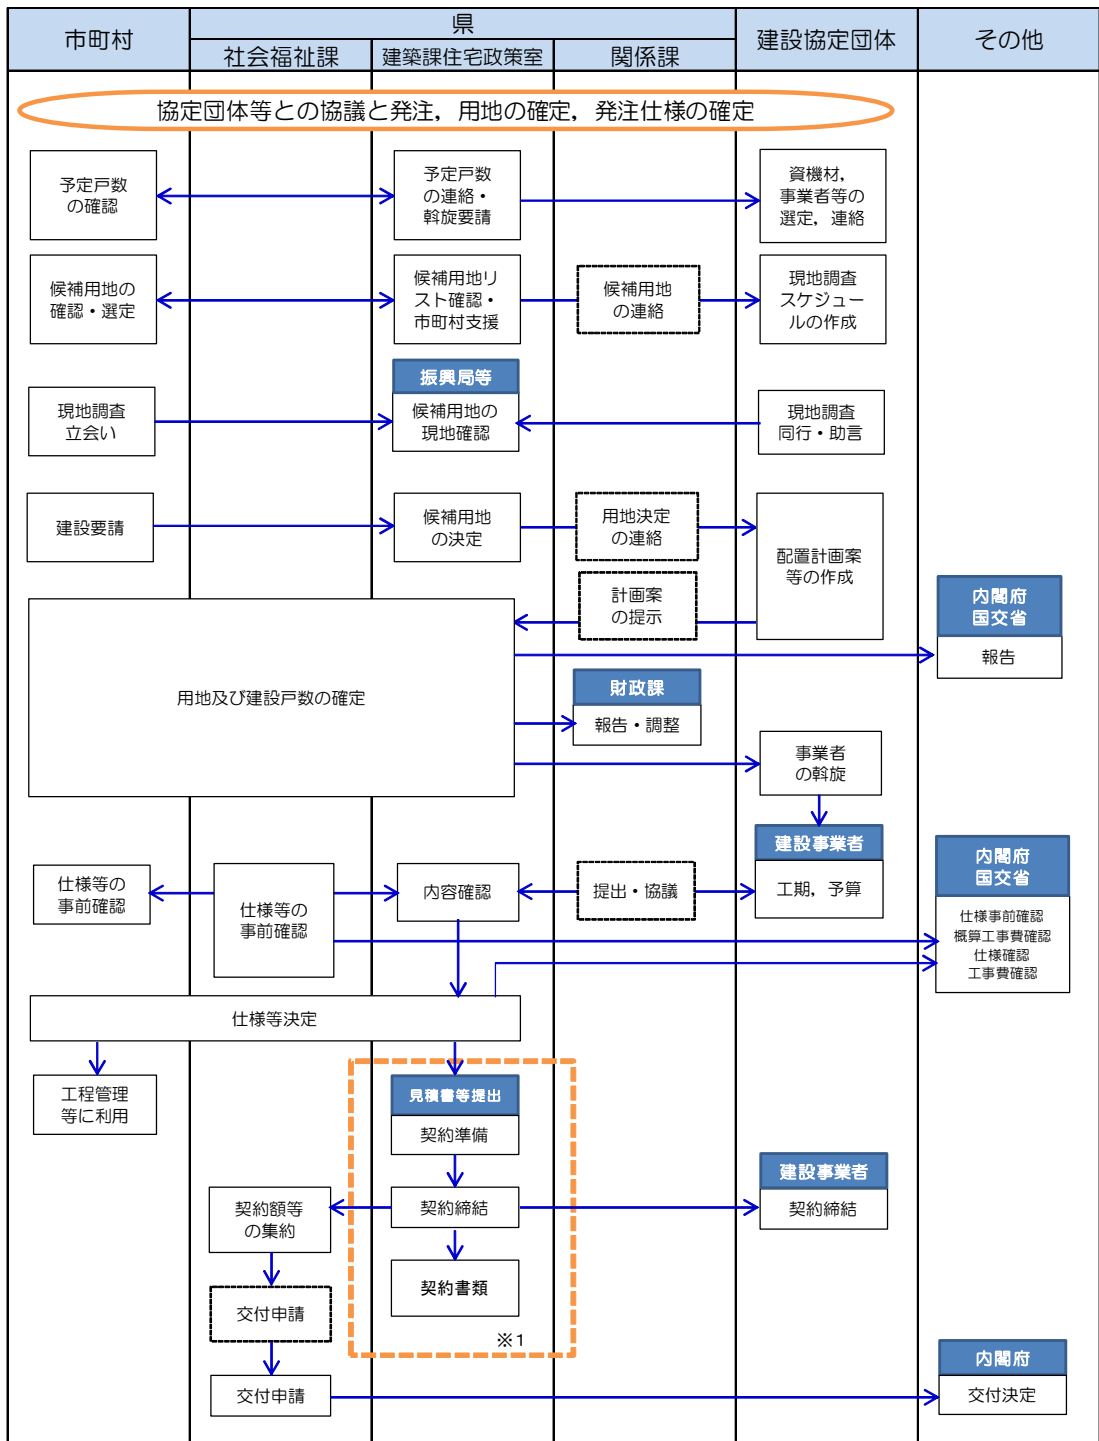 市町村
県
建設協定団体
その他
社会福祉課
建築課住宅政策室
関係課
協定団体等との協議と発注，用地の確定，発注仕様の確定
予定戸数
の確認
予定戸数
の連絡・
斡旋要請
資機材，
事業者等の
選定，連絡
候補用地の
確認・選定
候補用地リ
スト確認・
市町村支援
候補用地
の連絡
現地調査
スケジュー
ルの作成
現地調査
立会い
振興局等
候補用地の
現地確認
現地調査
同行・助言
建設要請
候補用地
の決定
用地決定
の連絡
配置計画案
等の作成
計画案
の提示
内閣府
国交省
報告
用地及び建設戸数の確定
財政課
報告・調整
事業者
の斡旋
建設事業者
工期，予算
仕様等の
事前確認
仕様等の
事前確認
内容確認
提出・協議
内閣府
国交省
仕様事前確認
概算工事費確認
仕様確認
工事費確認
仕様等決定
工程管理
等に利用
見積書等提出
契約準備
契約額等
の集約
契約締結
建設事業者
契約締結
交付申請
契約書類
※1
交付申請
内閣府
交付決定